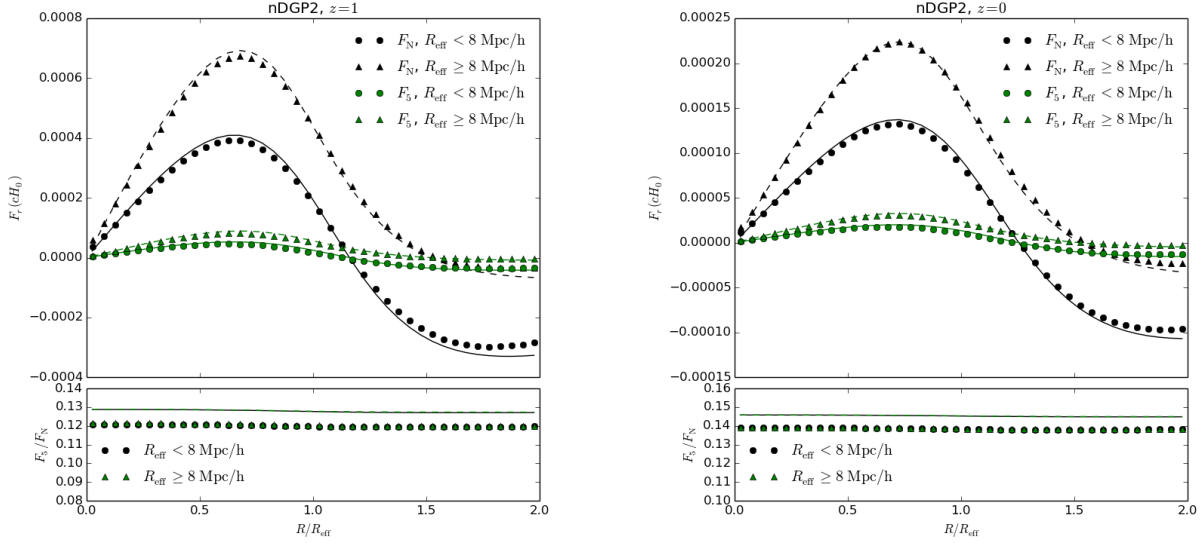 nDGP2, z=1
0.0008
0.0006
0.0004
0.0002
0.0000
−0.0002
−0.0004
F_r (cH_0)
F_N, R_eff < 8 Mpc/h
F_N, R_eff ≥ 8 Mpc/h
F_5, R_eff < 8 Mpc/h
F_5, R_eff ≥ 8 Mpc/h
0.14
0.13
0.12
0.11
0.10
0.09
0.08
F_5/F_N
R_eff < 8 Mpc/h
R_eff ≥ 8 Mpc/h
0.0 0.5 1.0 1.5 2.0
R/R_eff
nDGP2, z=0
0.00025
0.00020
0.00015
0.00010
0.00005
0.00000
−0.00005
−0.00010
−0.00015
F_r (cH_0)
F_N, R_eff < 8 Mpc/h
F_N, R_eff ≥ 8 Mpc/h
F_5, R_eff < 8 Mpc/h
F_5, R_eff ≥ 8 Mpc/h
0.16
0.15
0.14
0.13
0.12
0.11
0.10
F_5/F_N
R_eff < 8 Mpc/h
R_eff ≥ 8 Mpc/h
0.0 0.5 1.0 1.5 2.0
R/R_eff